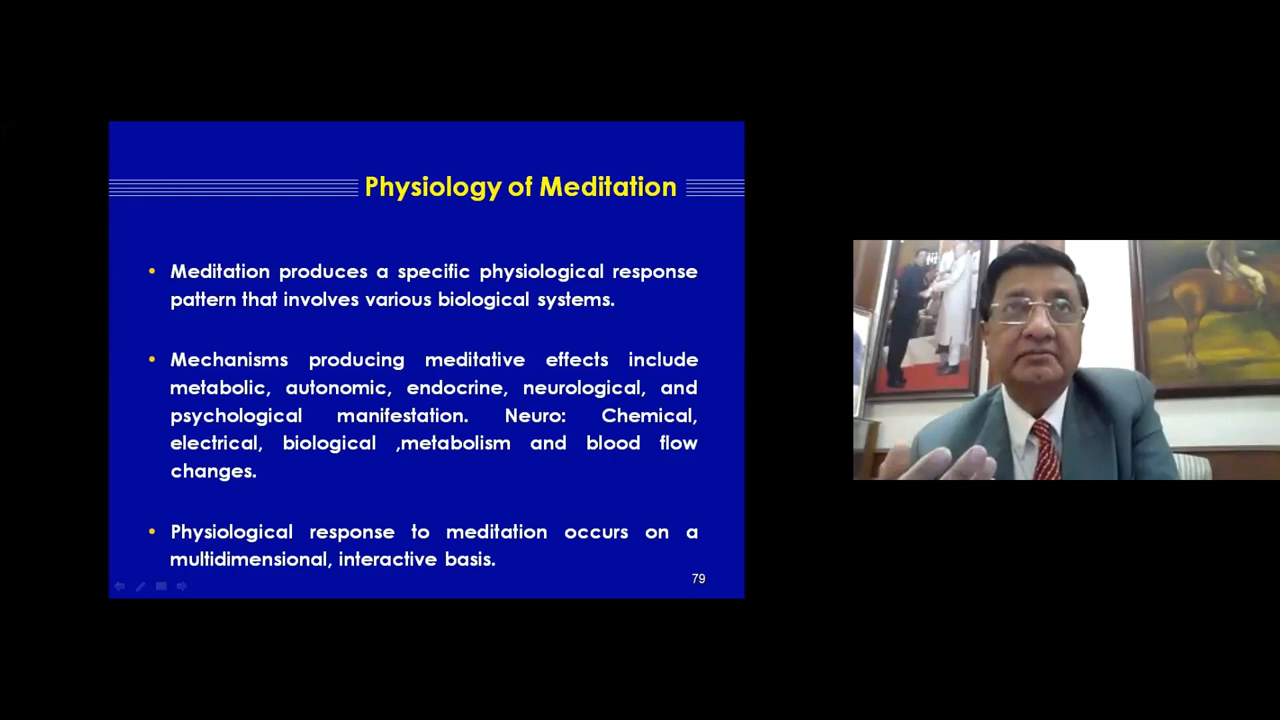 Physiology of Meditation
• Meditation produces a specific physiological response
pattern that involves various biological systems.
• Mechanisms producing meditative effects include
metabolic, autonomic, endocrine, neurological, and
psychological manifestation. Neuro: Chemical,
electrical, biological ,metabolism and blood flow
changes.
• Physiological response to meditation occurs on a
multidimensional, interactive basis.
79